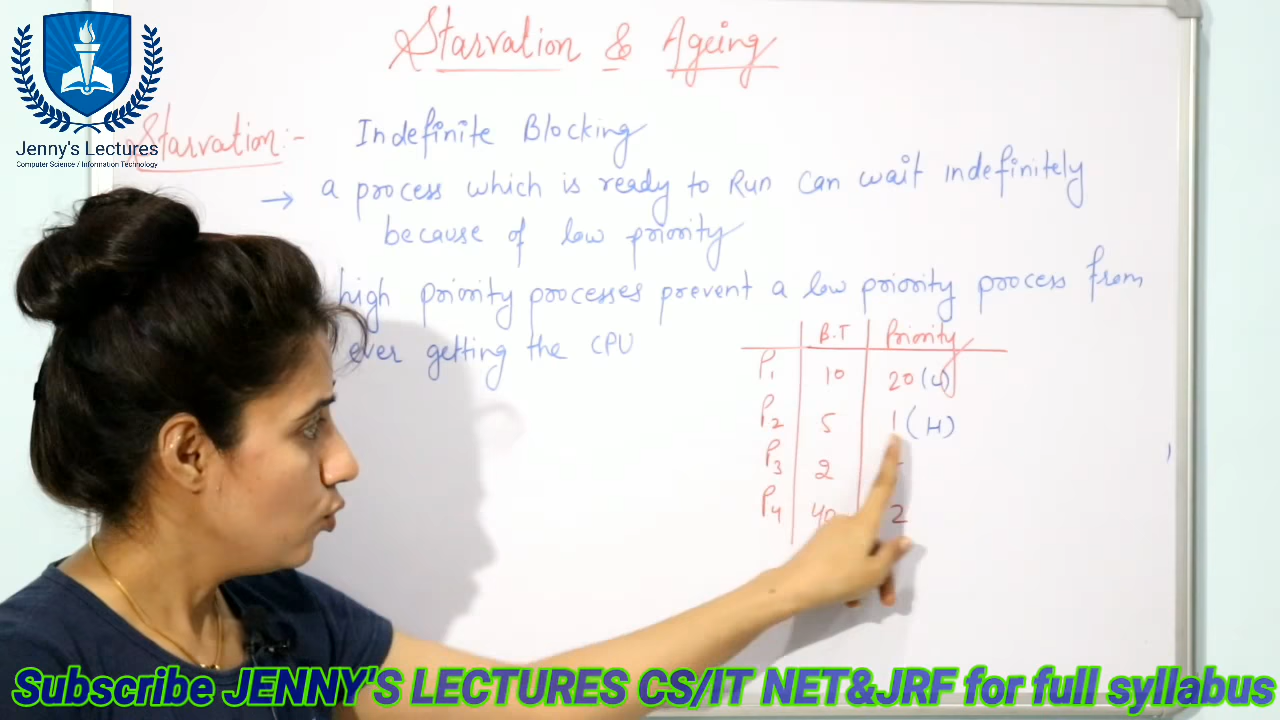 Starvation & Ageing
Jenny's Lectures
Computer Science / Information Technology
Starvation:- Indefinite Blocking
→ a process which is ready to Run can wait indefinitely
because of low priority
high priority processes prevent a low priority process from
ever getting the CPU
B.T Priority
P1 10 20 (L)
P2 5 1 (H)
P3 2
P4 40 2
Subscribe JENNY'S LECTURES CS/IT NET&JRF for full syllabus